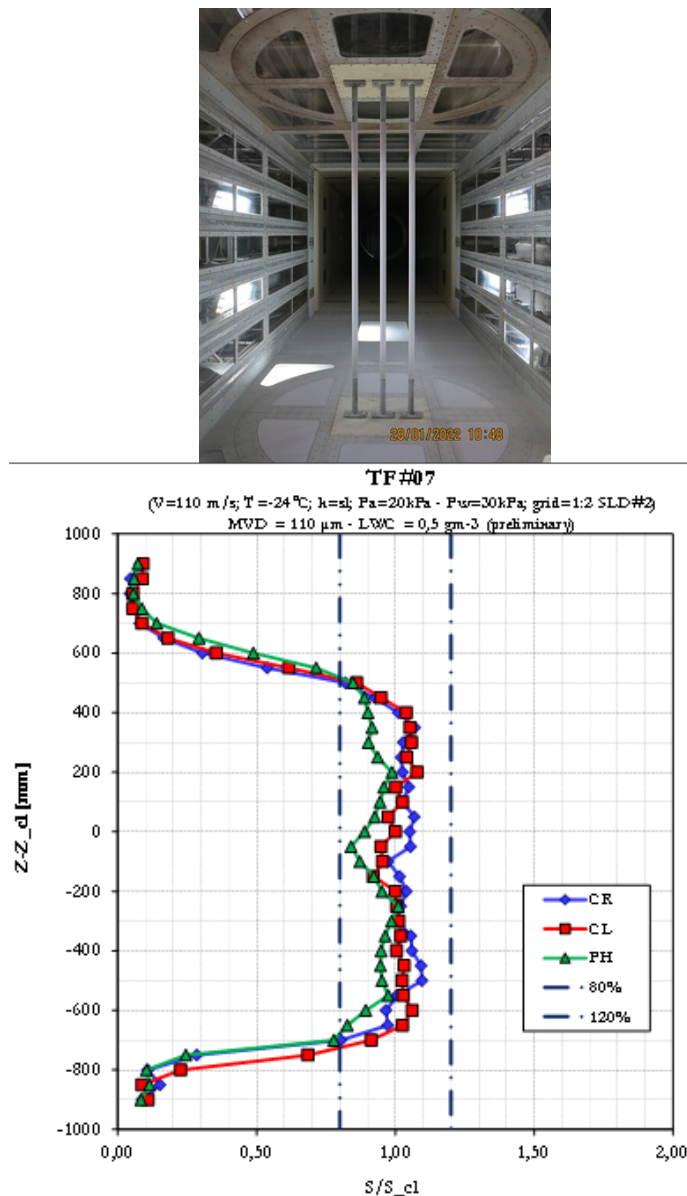 28/01/2022 10:48
TF#07
(V=110 m/s; T=-24°C; h=sl; Pa=20kPa - Pw=30kPa; grid=1:2 SLD#2)
MVD = 110 µm - LWC = 0,5 gm-3 (preliminary)
1000
800
600
400
200
0
-200
-400
-600
-800
-1000
Z-Z_cl [mm]
CR
CL
PH
80%
120%
0,00
0,50
1,00
1,50
2,00
S/S_cl